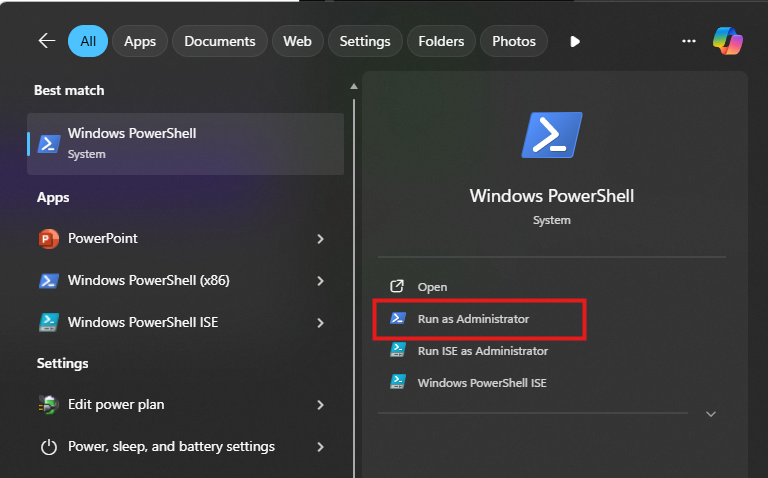 All
Apps
Documents
Web
Settings
Folders
Photos
Best match
Windows PowerShell
System
Apps
PowerPoint
Windows PowerShell (x86)
Windows PowerShell ISE
Settings
Edit power plan
Power, sleep, and battery settings
Windows PowerShell
System
Open
Run as Administrator
Run ISE as Administrator
Windows PowerShell ISE